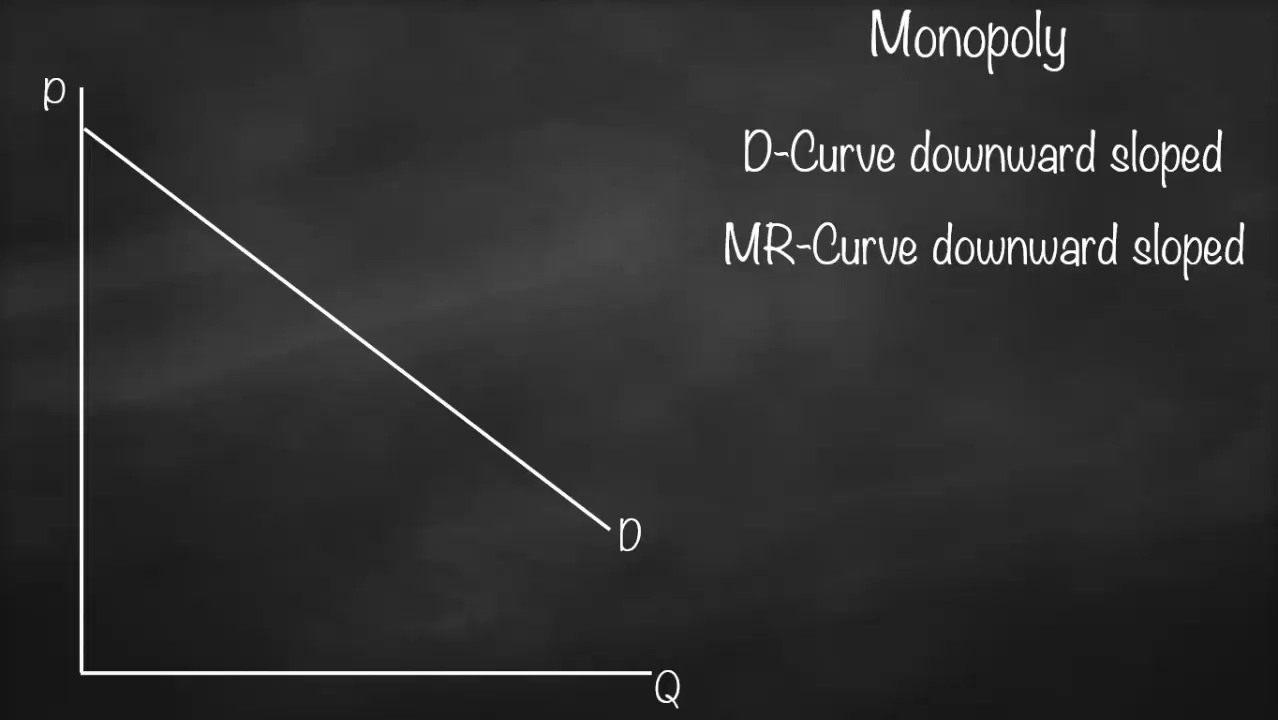 Monopoly
P
D-Curve downward sloped
MR-Curve downward sloped
D
Q